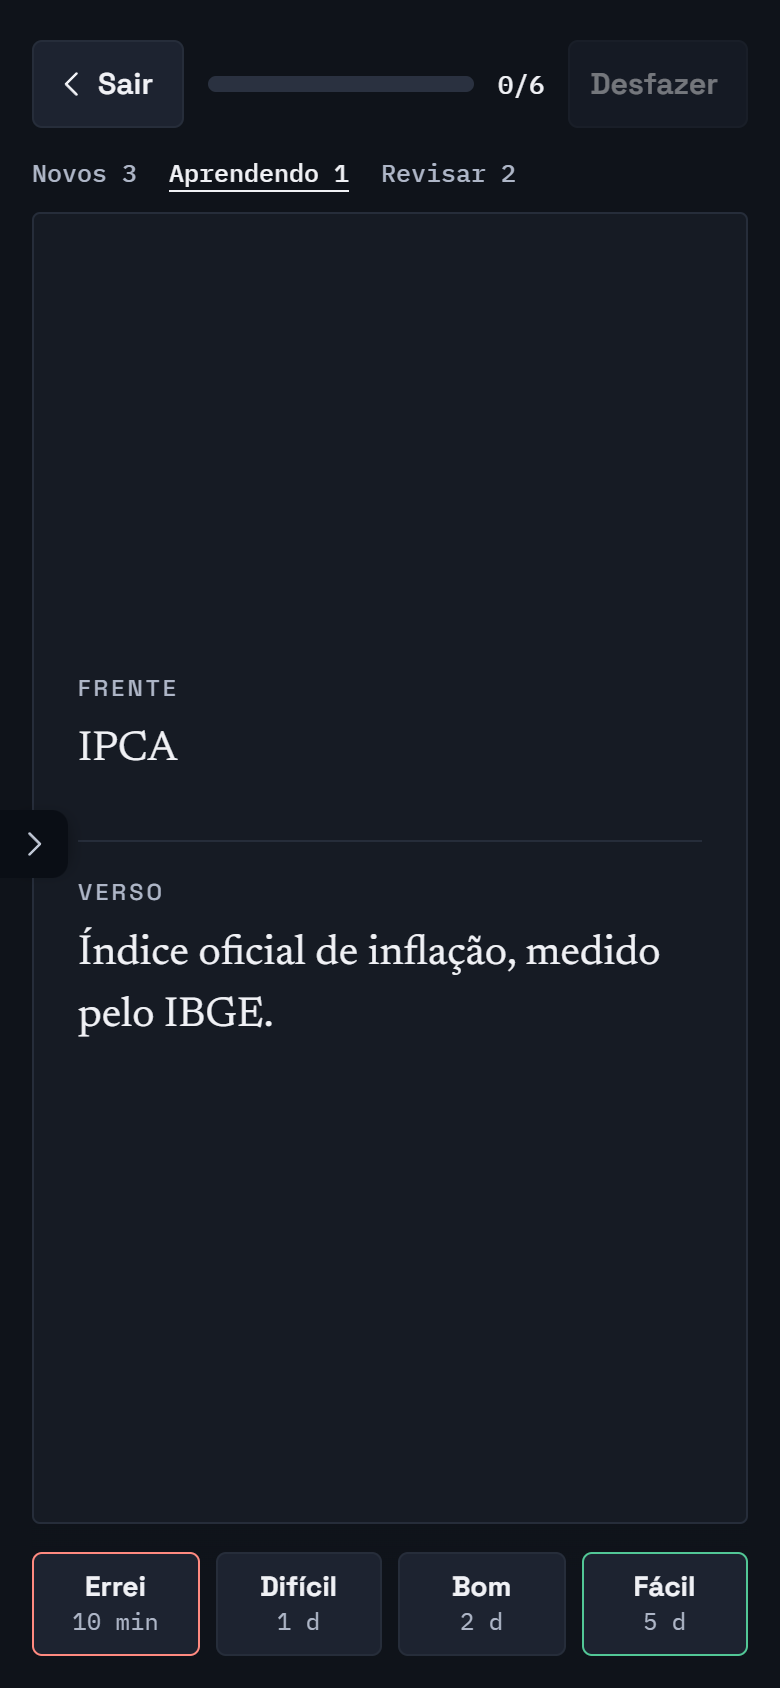 Sair
0/6
Desfazer
Novos 3
Aprendendo 1
Revisar 2
FRENTE
IPCA
VERSO
Índice oficial de inflação, medido
pelo IBGE.
Errei
10 min
Difícil
1 d
Bom
2 d
Fácil
5 d